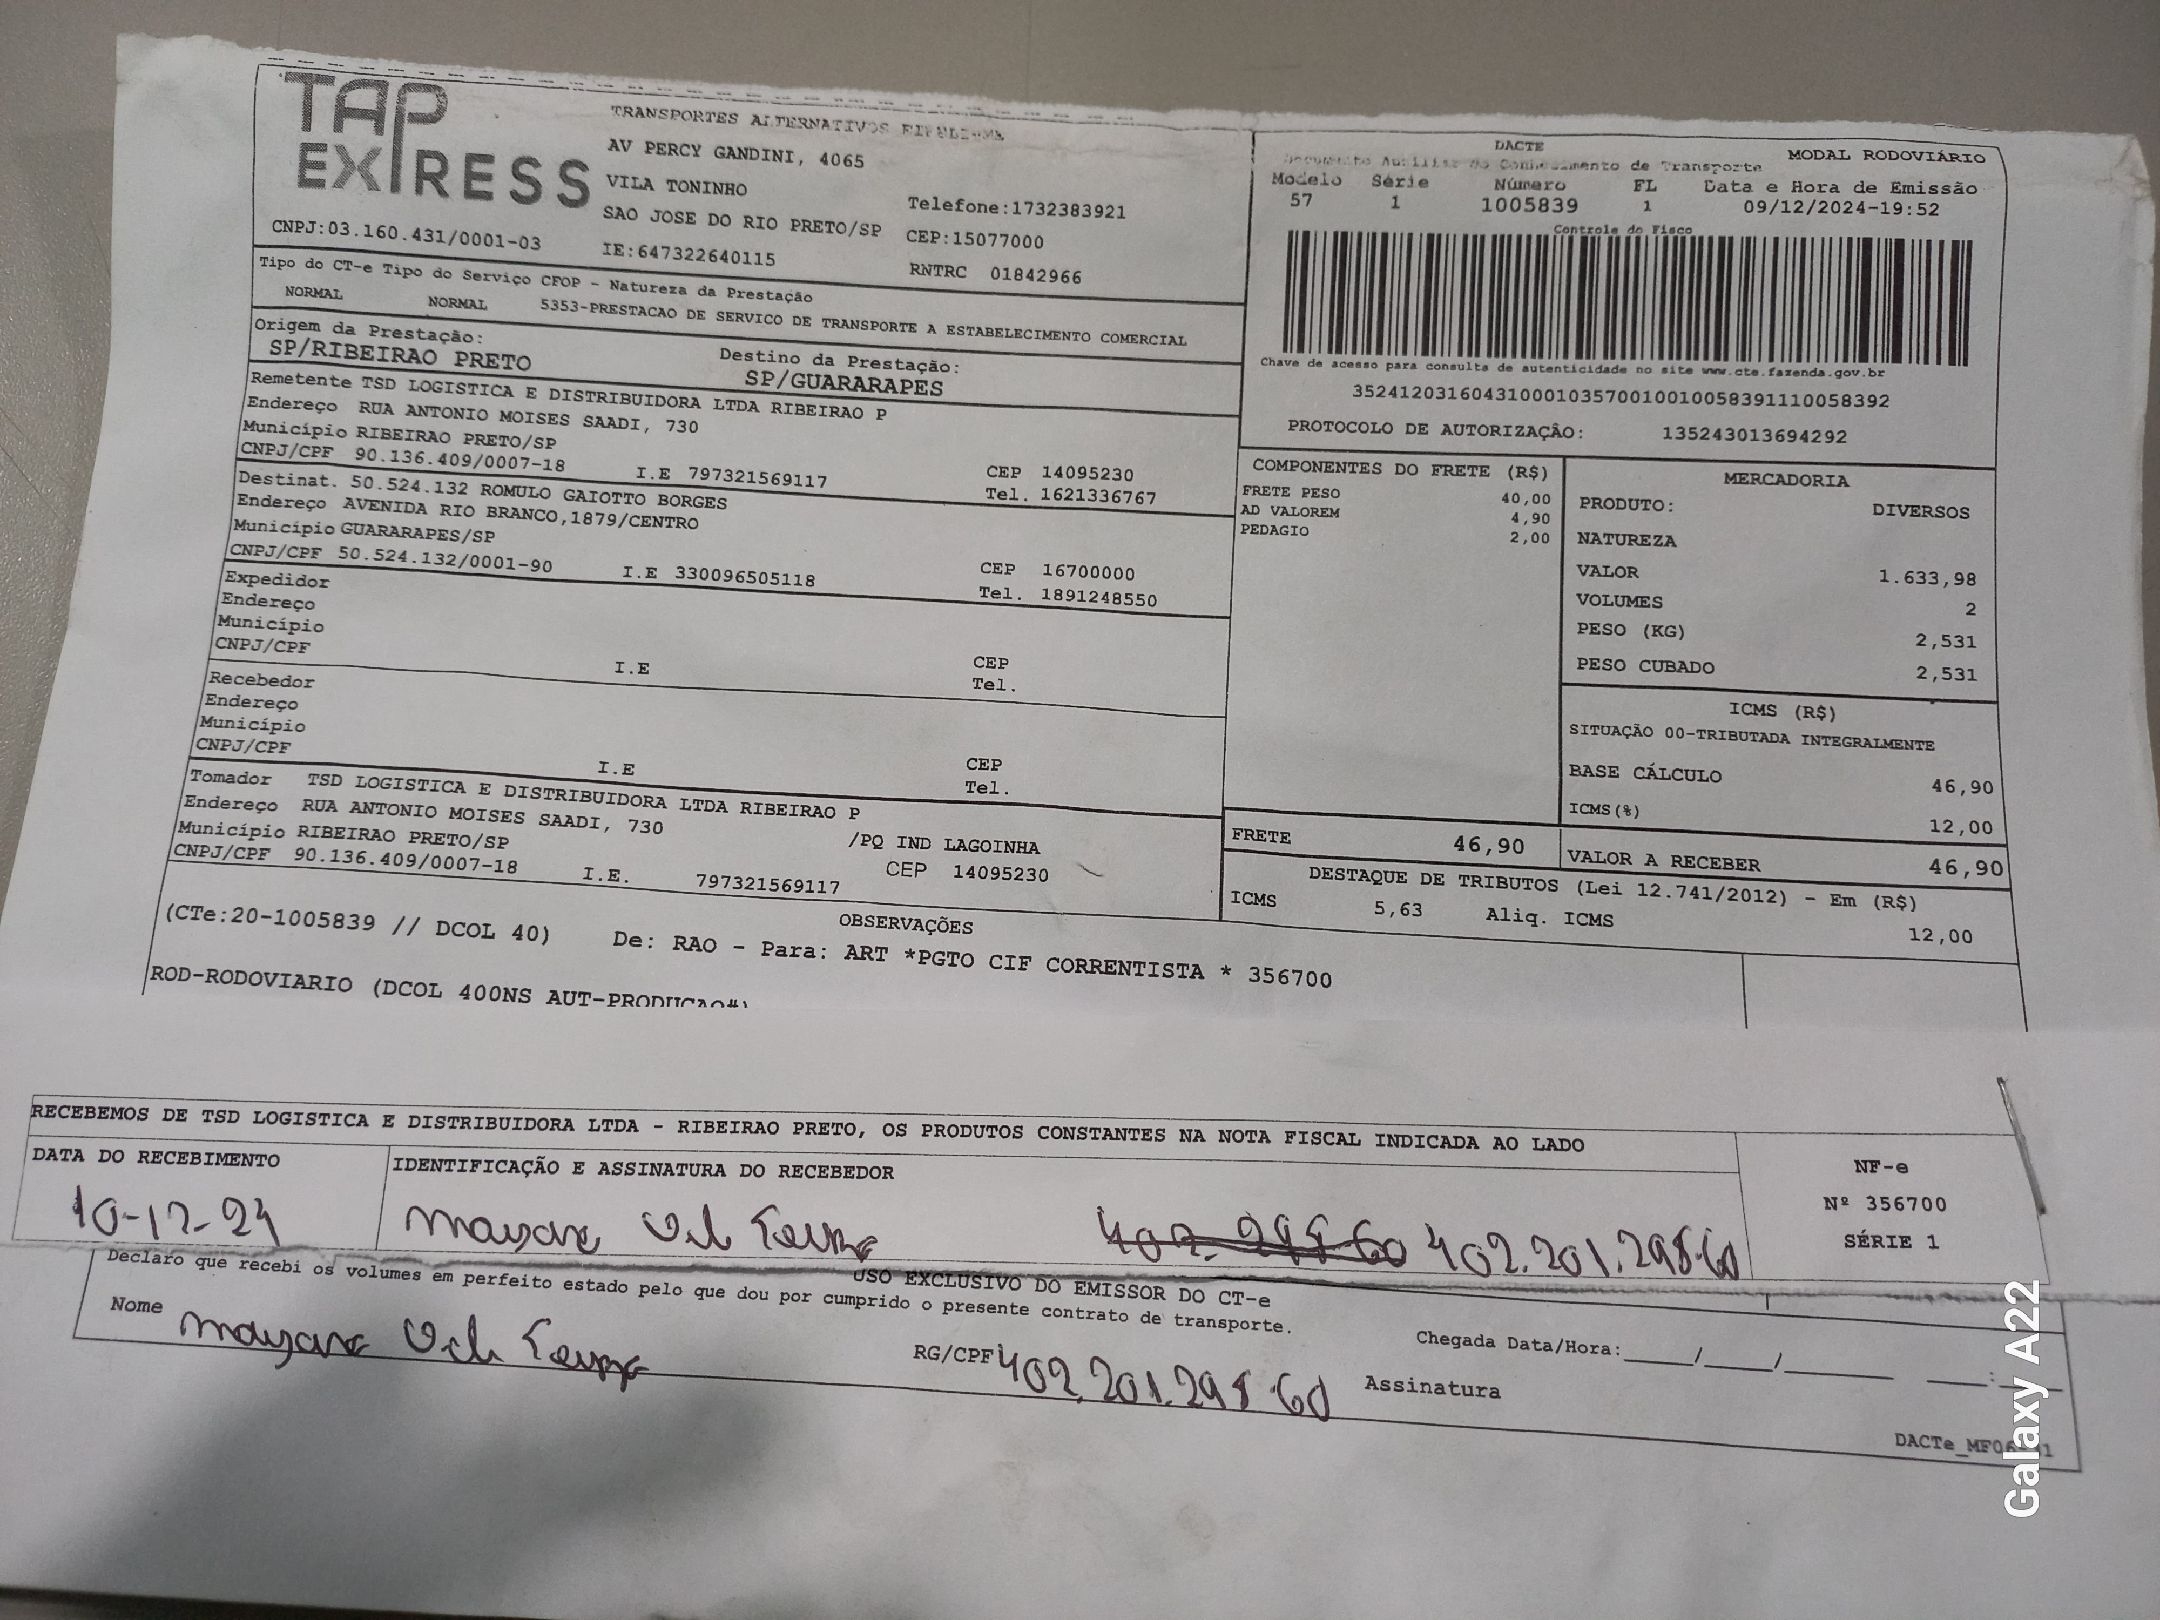 TAP EXPRESS
TRANSPORTES ALTERNATIVOS
AV PERCY GANDINI, 4065
VILA TONINHO
SAO JOSE DO RIO PRETO/SP
Telefone:1732383921
CEP:15077000
CNPJ:03.160.431/0001-03
IE:647322640115
RNTRC 01842966
DACTE
Documento Auxiliar do Conhecimento de Transporte
MODAL RODOVIÁRIO
Modelo Série Número FL Data e Hora de Emissão
57 1 1005839 1 09/12/2024-19:52
Controle do Fisco
Chave de acesso para consulta de autenticidade no site www.cte.fazenda.gov.br
35241203160431000103570010010058391110058392
PROTOCOLO DE AUTORIZAÇÃO: 135243013694292
Tipo do CT-e Tipo do Serviço CFOP - Natureza da Prestação
NORMAL NORMAL 5353-PRESTACAO DE SERVICO DE TRANSPORTE A ESTABELECIMENTO COMERCIAL
Origem da Prestação: Destino da Prestação:
SP/RIBEIRAO PRETO SP/GUARARAPES
Remetente TSD LOGISTICA E DISTRIBUIDORA LTDA RIBEIRAO P
Endereço RUA ANTONIO MOISES SAADI, 730
Município RIBEIRAO PRETO/SP CEP 14095230
CNPJ/CPF 90.136.409/0007-18 I.E 797321569117 Tel. 1621336767
Destinat. 50.524.132 ROMULO GAIOTTO BORGES
Endereço AVENIDA RIO BRANCO,1879/CENTRO
Município GUARARAPES/SP CEP 16700000
CNPJ/CPF 50.524.132/0001-90 I.E 330096505118 Tel. 1891248550
Expedidor
Endereço
Município CEP
CNPJ/CPF I.E Tel.
Recebedor
Endereço
Município CEP
CNPJ/CPF I.E Tel.
Tomador TSD LOGISTICA E DISTRIBUIDORA LTDA RIBEIRAO P
Endereço RUA ANTONIO MOISES SAADI, 730 /PQ IND LAGOINHA
Município RIBEIRAO PRETO/SP CEP 14095230
CNPJ/CPF 90.136.409/0007-18 I.E. 797321569117
COMPONENTES DO FRETE (R$)
FRETE PESO 40,00
AD VALOREM 4,90
PEDAGIO 2,00
MERCADORIA
PRODUTO: DIVERSOS
NATUREZA
VALOR 1.633,98
VOLUMES 2
PESO (KG) 2,531
PESO CUBADO 2,531
ICMS (R$)
SITUAÇÃO 00-TRIBUTADA INTEGRALMENTE
BASE CÁLCULO 46,90
ICMS(%) 12,00
FRETE 46,90
VALOR A RECEBER 46,90
DESTAQUE DE TRIBUTOS (Lei 12.741/2012) - Em (R$)
ICMS 5,63 Aliq. ICMS 12,00
OBSERVAÇÕES
(CTe:20-1005839 // DCOL 40) De: RAO - Para: ART *PGTO CIF CORRENTISTA * 356700
ROD-RODOVIARIO (DCOL 400NS AUT-PRODUCAO#)
RECEBEMOS DE TSD LOGISTICA E DISTRIBUIDORA LTDA - RIBEIRAO PRETO, OS PRODUTOS CONSTANTES NA NOTA FISCAL INDICADA AO LADO
DATA DO RECEBIMENTO
10-12-24
IDENTIFICAÇÃO E ASSINATURA DO RECEBEDOR
402.201.298.60
NF-e
Nº 356700
SÉRIE 1
USO EXCLUSIVO DO EMISSOR DO CT-e
Declaro que recebi os volumes em perfeito estado pelo que dou por cumprido o presente contrato de transporte.
Nome
RG/CPF 402.201.298.60
Chegada Data/Hora:____/____/______ ____:____
Assinatura
Galaxy A22